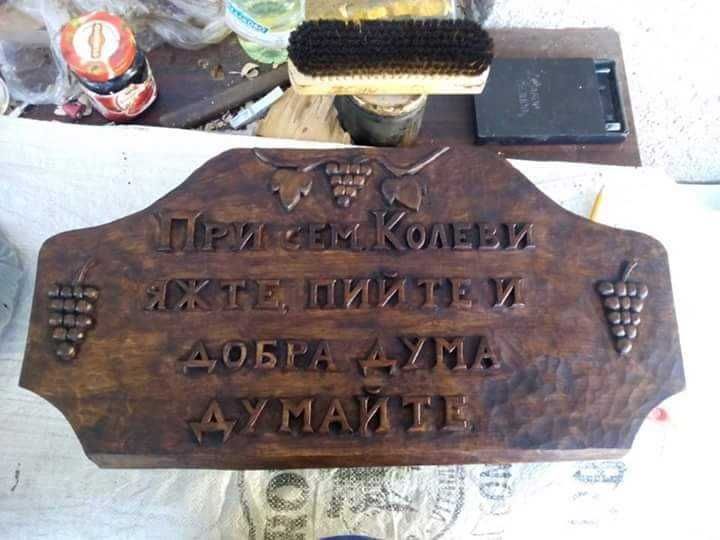 При сем. Колеви
яжте, пийте и
добра дума
думайте